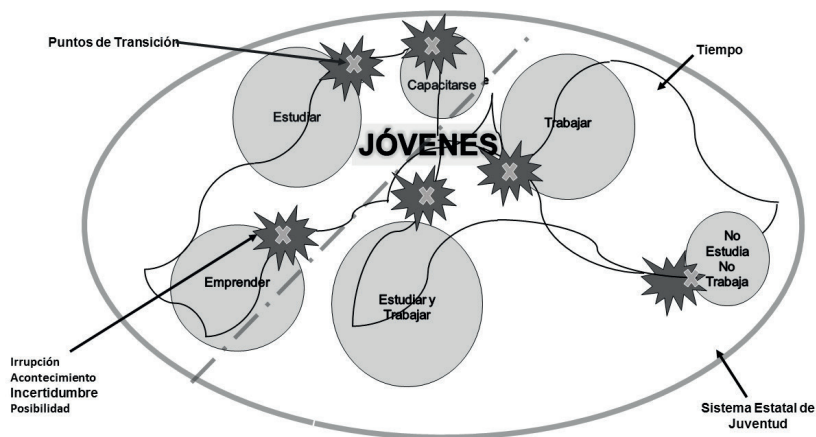 Puntos de Transición
Tiempo
Capacitarse
Estudiar
Trabajar
JÓVENES
No
Estudia
No
Trabaja
Emprender
Estudiar y
Trabajar
Irrupción
Acontecimiento
Incertidumbre
Posibilidad
Sistema Estatal de
Juventud